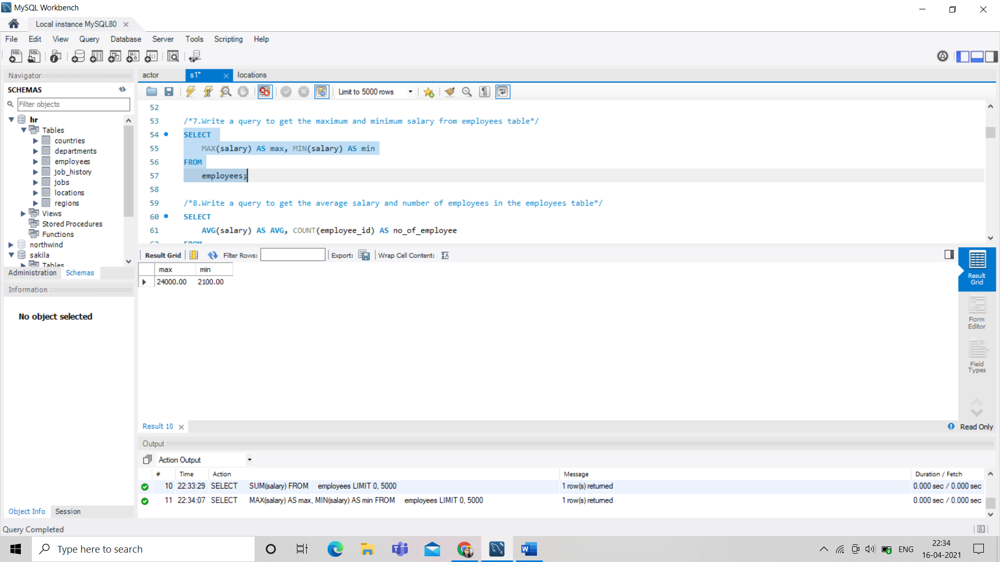 MySQL Workbench
Local instance MySQL80
File Edit View Query Database Server Tools Scripting Help
Navigator
SCHEMAS
Filter objects
hr
Tables
countries
departments
employees
job_history
jobs
locations
regions
Views
Stored Procedures
Functions
northwind
sakila
Tables
Administration Schemas
Information
No object selected
Object Info Session
actor s1* locations
Limit to 5000 rows
52
53 /*7.Write a query to get the maximum and minimum salary from employees table*/
54 SELECT
55 MAX(salary) AS max, MIN(salary) AS min
56 FROM
57 employees;
58
59 /*8.Write a query to get the average salary and number of employees in the employees table*/
60 SELECT
61 AVG(salary) AS AVG, COUNT(employee_id) AS no_of_employee
62 FROM
Result Grid Filter Rows: Export: Wrap Cell Content:
max min
24000.00 2100.00
Result Grid
Form Editor
Field Types
Result 10 Read Only
Output
Action Output
# Time Action Message Duration / Fetch
10 22:33:29 SELECT SUM(salary) FROM employees LIMIT 0, 5000 1 row(s) returned 0.000 sec / 0.000 sec
11 22:34:07 SELECT MAX(salary) AS max, MIN(salary) AS min FROM employees LIMIT 0, 5000 1 row(s) returned 0.000 sec / 0.000 sec
Query Completed
Type here to search
ENG
22:34
16-04-2021